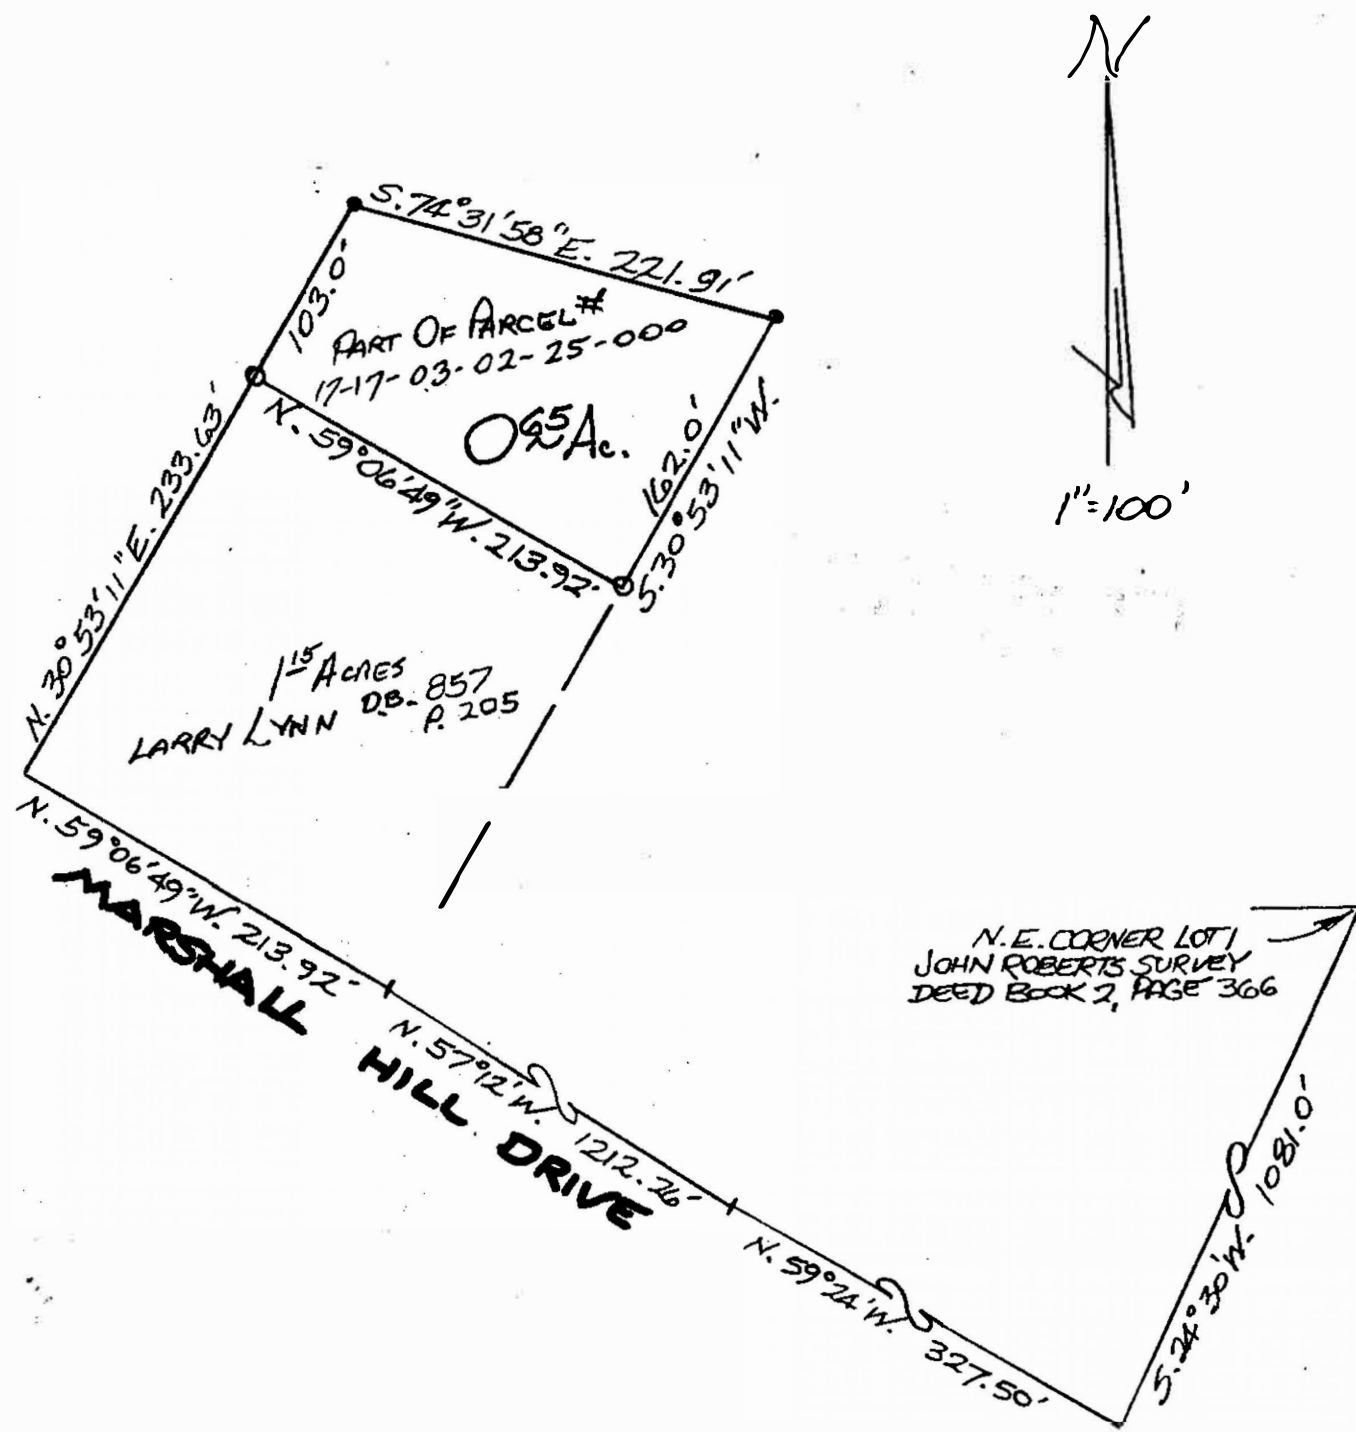 N
1"=100'
S. 74°31'58"E. 221.91'
103.0'
PART OF PARCEL #
17-17-03-02-25-000
0 65 Ac.
N. 59°06'49"W. 213.92'
162.0'
S. 30°53'11"W.
N. 30°53'11"E. 233.63'
1 15 ACRES
LARRY LYNN D.B. 857
P. 205
N. 59°06'49"W. 213.92'
MARSHALL HILL DRIVE
N. 57°12'W. 1212.26'
N. 59°24'W. 327.50'
N.E. CORNER LOT 1
JOHN ROBERTS SURVEY
DEED BOOK 2, PAGE 366
S. 24°30'W. 1081.0'